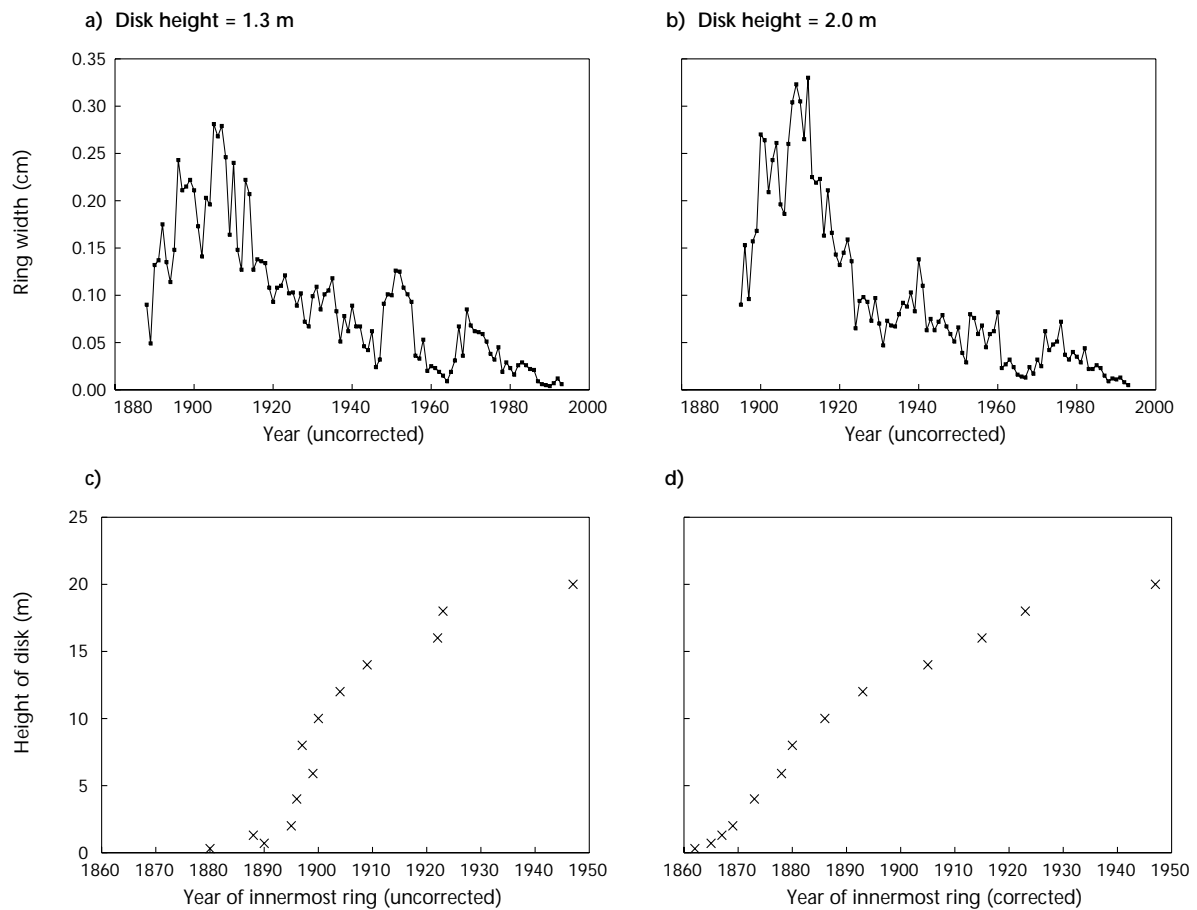 a) Disk height = 1.3 m
b) Disk height = 2.0 m
Ring width (cm)
0.35
0.30
0.25
0.20
0.15
0.10
0.05
0.00
1880 1900 1920 1940 1960 1980 2000
1880 1900 1920 1940 1960 1980 2000
Year (uncorrected)
Year (uncorrected)
c)
d)
Height of disk (m)
25
20
15
10
5
0
1860 1870 1880 1890 1900 1910 1920 1930 1940 1950
1860 1870 1880 1890 1900 1910 1920 1930 1940 1950
Year of innermost ring (uncorrected)
Year of innermost ring (corrected)